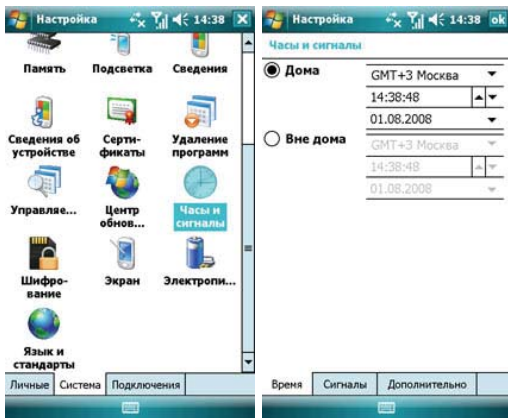 Настройка 14:38
Память Подсветка Сведения
Сведения об устройстве Серти-фикаты Удаление программ
Управляе... Центр обнов... Часы и сигналы
Шифро-вание Экран Электропи...
Язык и стандарты
Личные Система Подключения
Настройка 14:38 ok
Часы и сигналы
Дома GMT+3 Москва
14:38:48
01.08.2008
Вне дома GMT+3 Москва
14:38:48
01.08.2008
Время Сигналы Дополнительно